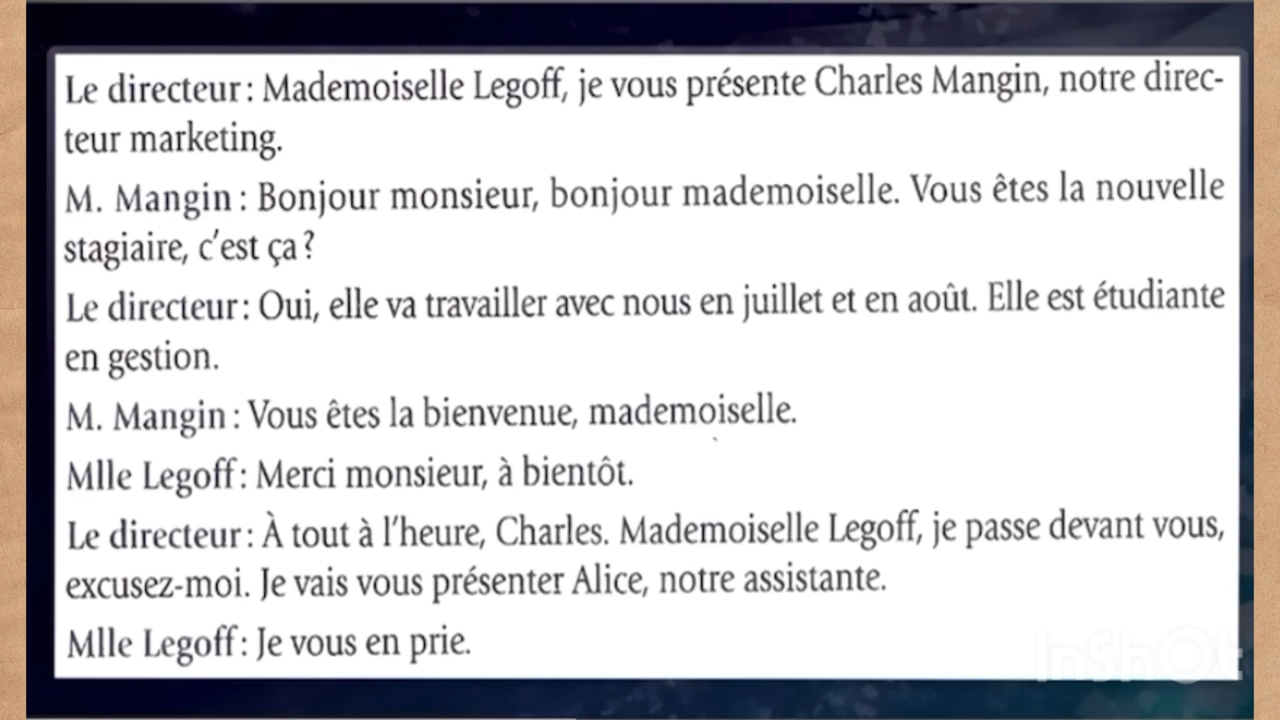 Le directeur : Mademoiselle Legoff, je vous présente Charles Mangin, notre direc-
teur marketing.
M. Mangin : Bonjour monsieur, bonjour mademoiselle. Vous êtes la nouvelle
stagiaire, c’est ça ?
Le directeur : Oui, elle va travailler avec nous en juillet et en août. Elle est étudiante
en gestion.
M. Mangin : Vous êtes la bienvenue, mademoiselle.
Mlle Legoff : Merci monsieur, à bientôt.
Le directeur : À tout à l’heure, Charles. Mademoiselle Legoff, je passe devant vous,
excusez-moi. Je vais vous présenter Alice, notre assistante.
Mlle Legoff : Je vous en prie.
InShOt